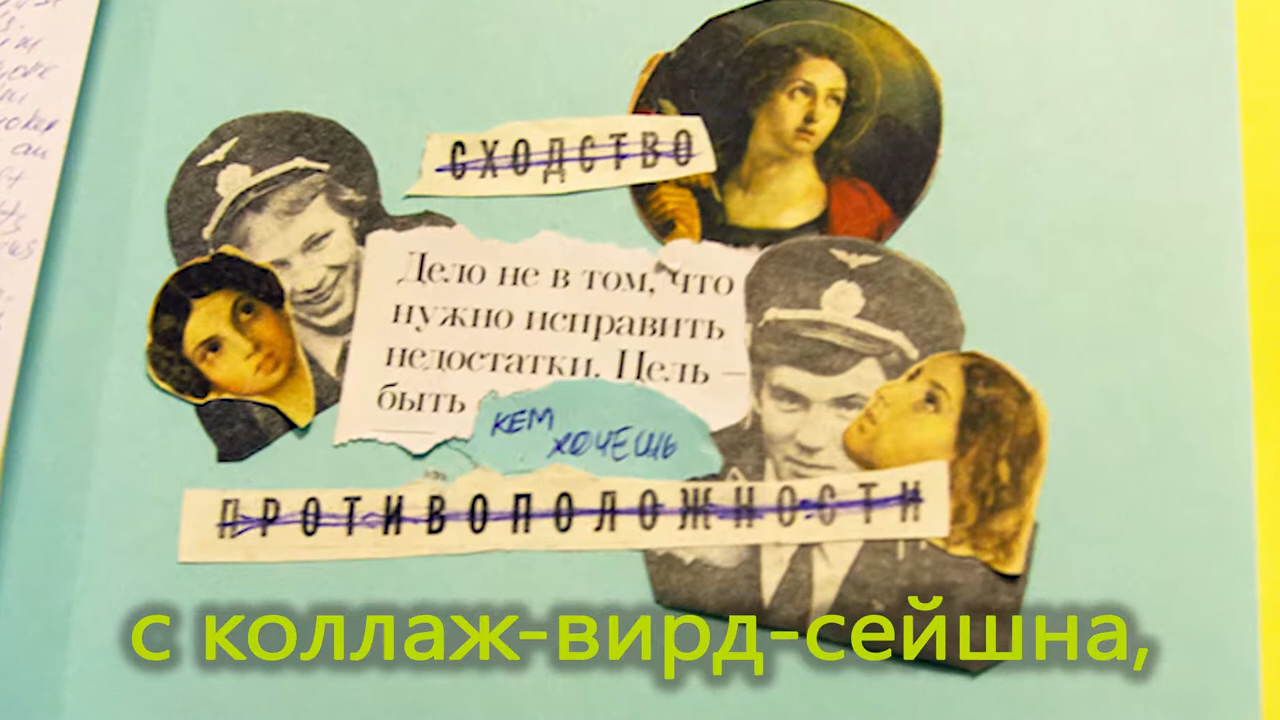 СХОДСТВО
Дело не в том, что
нужно исправить
недостатки. Цель —
быть
КЕМ
ХОЧЕШЬ
ПРОТИВОПОЛОЖНОСТИ
с коллаж-вирд-сейшна,